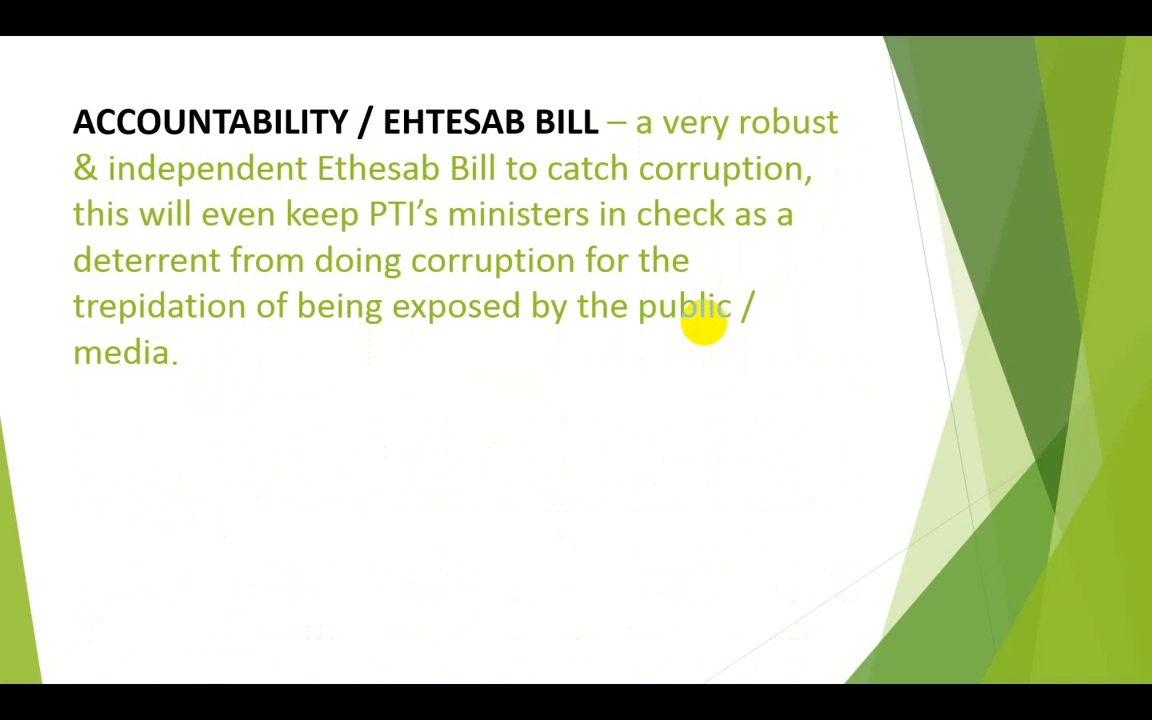 ACCOUNTABILITY / EHTESAB BILL – a very robust
& independent Ethesab Bill to catch corruption,
this will even keep PTI’s ministers in check as a
deterrent from doing corruption for the
trepidation of being exposed by the public /
media.